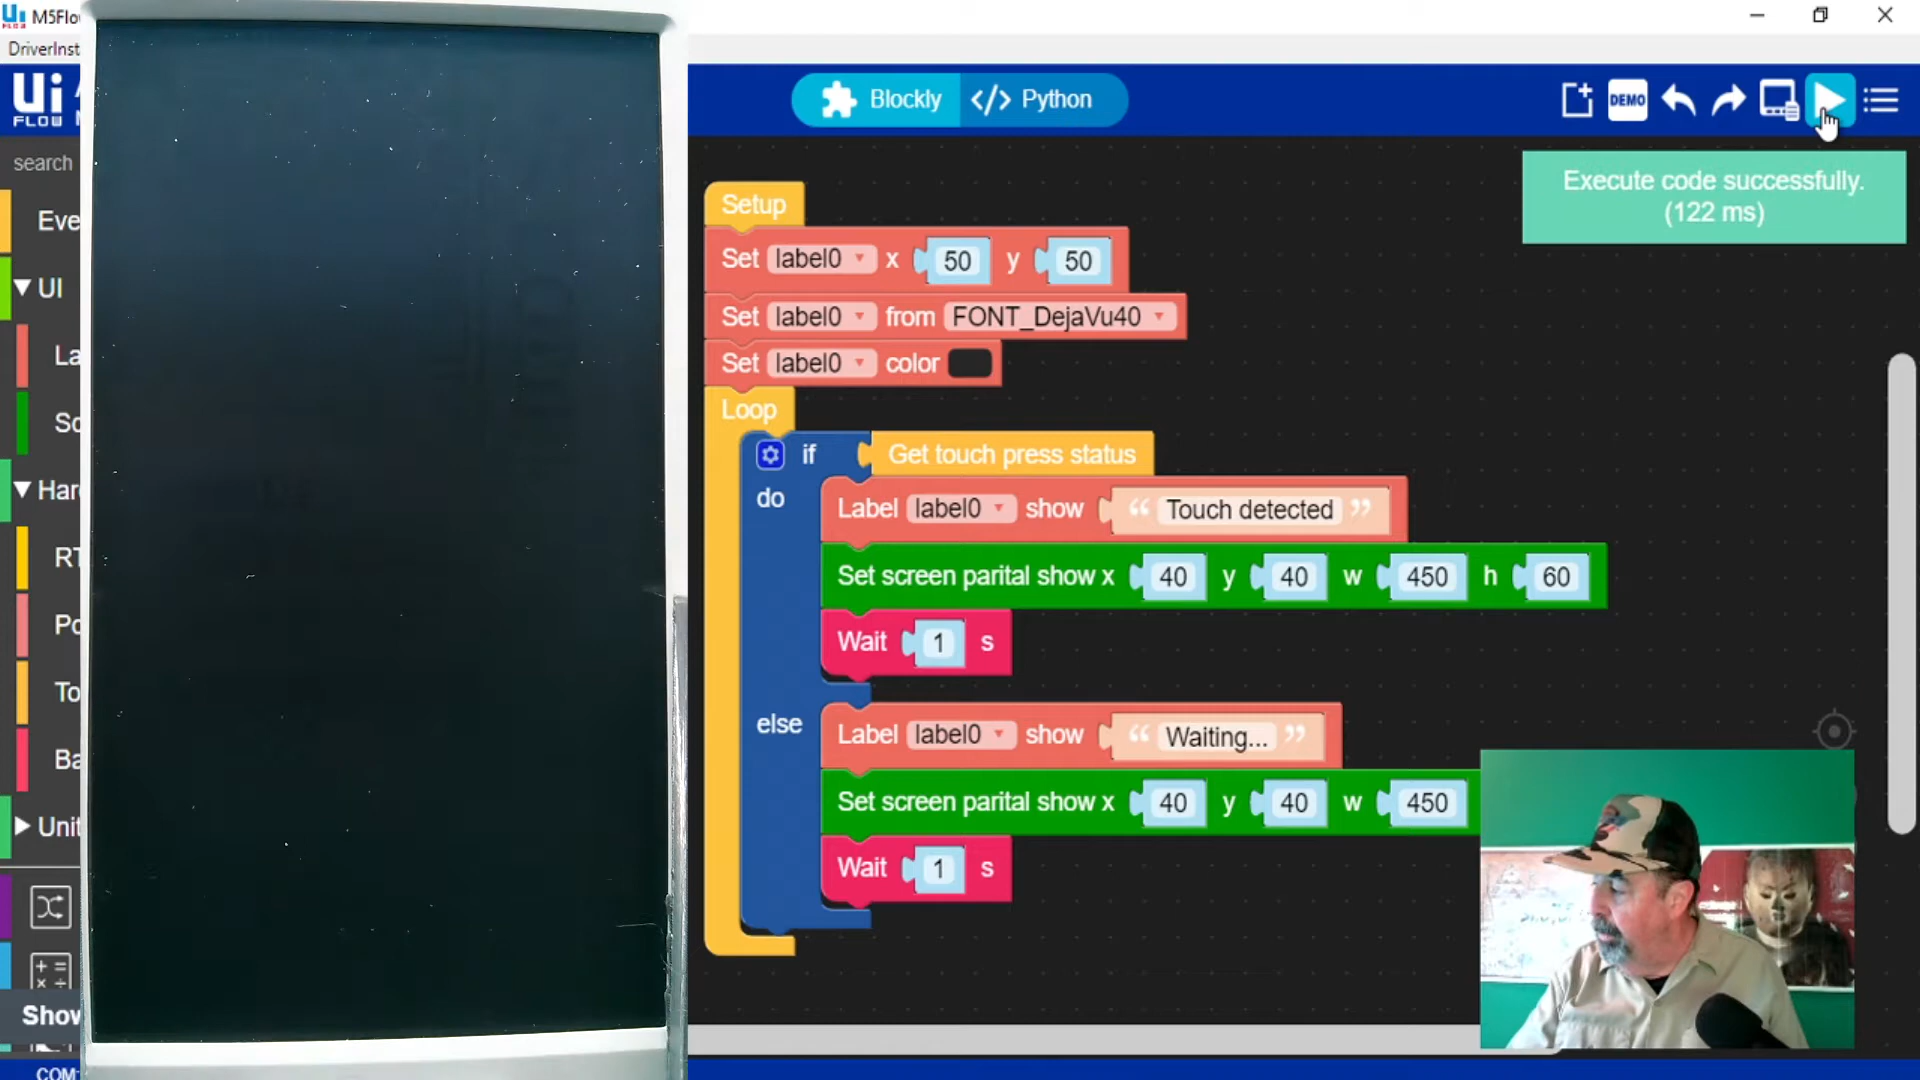 M5Flo
DriverInst
Ui
FLOW
Blockly
</> Python
DEMO
search
Execute code successfully.
(122 ms)
Eve
UI
La
Sc
Har
RT
Po
To
Ba
Unit
Show
COM
Setup
Set label0 x 50 y 50
Set label0 from FONT_DejaVu40
Set label0 color
Loop
if Get touch press status
do
Label label0 show “ Touch detected ”
Set screen parital show x 40 y 40 w 450 h 60
Wait 1 s
else
Label label0 show “ Waiting... ”
Set screen parital show x 40 y 40 w 450
Wait 1 s